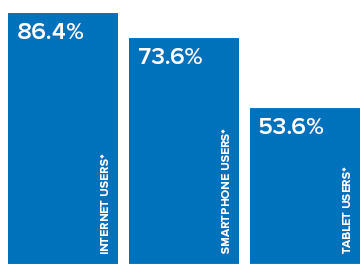 86.4%
INTERNET USERS*
73.6%
SMARTPHONE USERS*
53.6%
TABLET USERS*